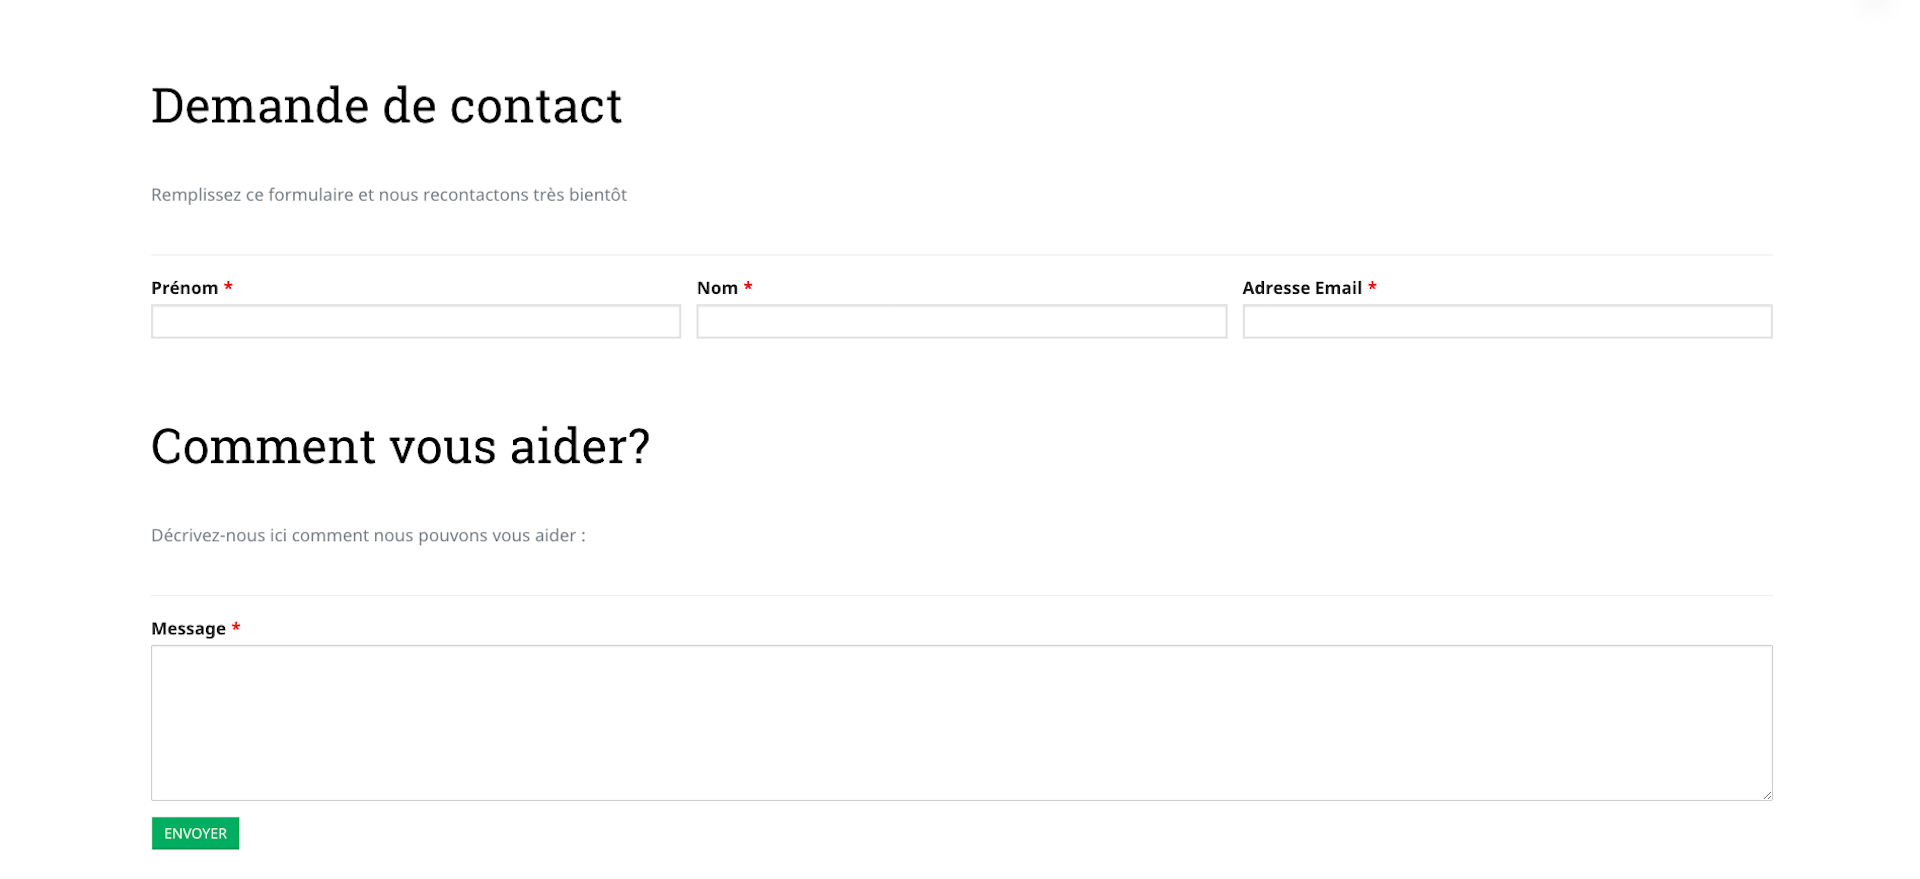 Demande de contact
Remplissez ce formulaire et nous recontactons très bientôt
Prénom * Nom * Adresse Email *
Comment vous aider?
Décrivez-nous ici comment nous pouvons vous aider :
Message *
ENVOYER